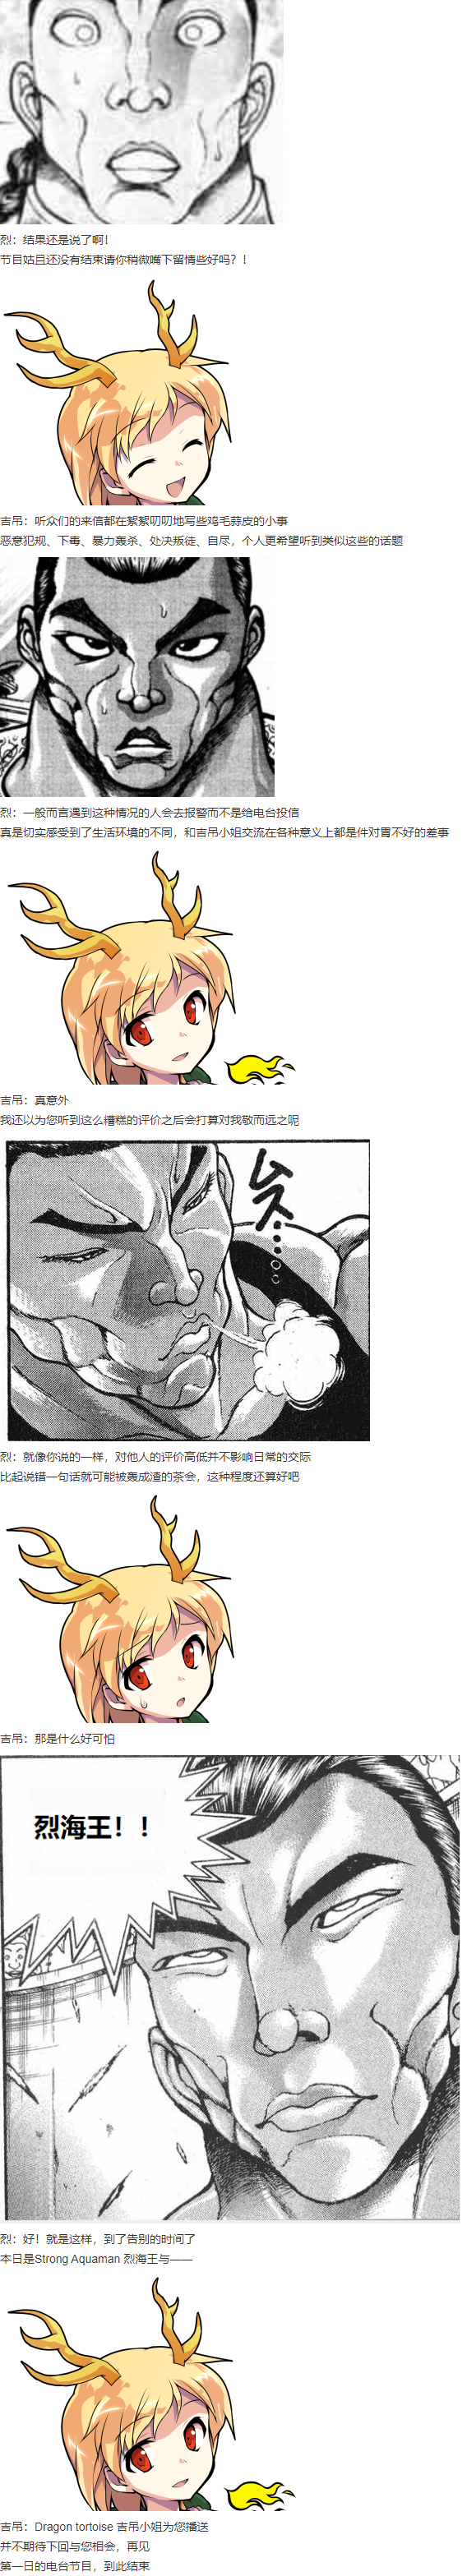 烈：结果还是说了啊！
节目姑且还没有结束请你稍微嘴下留情些好吗？！
吉吊：听众们的来信都在絮絮叨叨地写些鸡毛蒜皮的小事
恶意犯规、下毒、暴力轰杀、处决叛徒、自尽，个人更希望听到类似这些的话题
烈：一般而言遇到这种情况的人会去报警而不是给电台投信
真是切实感受到了生活环境的不同，和吉吊小姐交流在各种意义上都是件对胃不好的差事
吉吊：真意外
我还以为您听到这么糟糕的评价之后会打算对我敬而远之呢
ムス…
烈：就像你说的一样，对他人的评价高低并不影响日常的交际
比起说错一句话就可能被轰成渣的茶会，这种程度还算好吧
吉吊：那是什么好可怕
烈海王！！
烈：好！就是这样，到了告别的时间了
本日是Strong Aquaman 烈海王与——
吉吊：Dragon tortoise 吉吊小姐为您播送
并不期待下回与您相会，再见
第一日的电台节目，到此结束